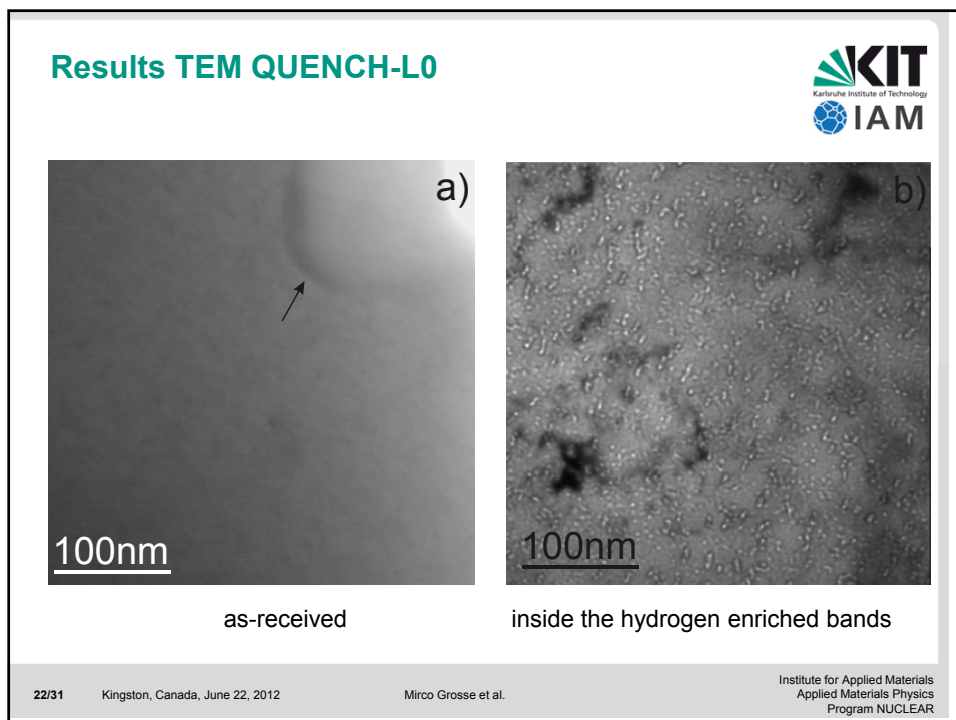 Results TEM QUENCH-L0
KIT
Karlsruhe Institute of Technology
IAM
a)
b)
100nm
100nm
as-received
inside the hydrogen enriched bands
22/31 Kingston, Canada, June 22, 2012 Mirco Grosse et al.
Institute for Applied Materials
Applied Materials Physics
Program NUCLEAR